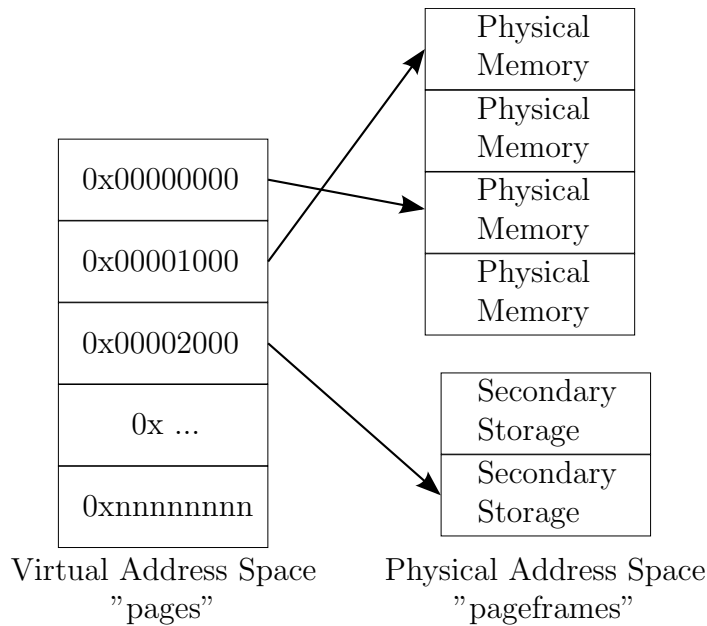 0x00000000
0x00001000
0x00002000
0x ...
0xnnnnnnnnn
Virtual Address Space
”pages”
Physical
Memory
Physical
Memory
Physical
Memory
Physical
Memory
Secondary
Storage
Secondary
Storage
Physical Address Space
”pageframes”